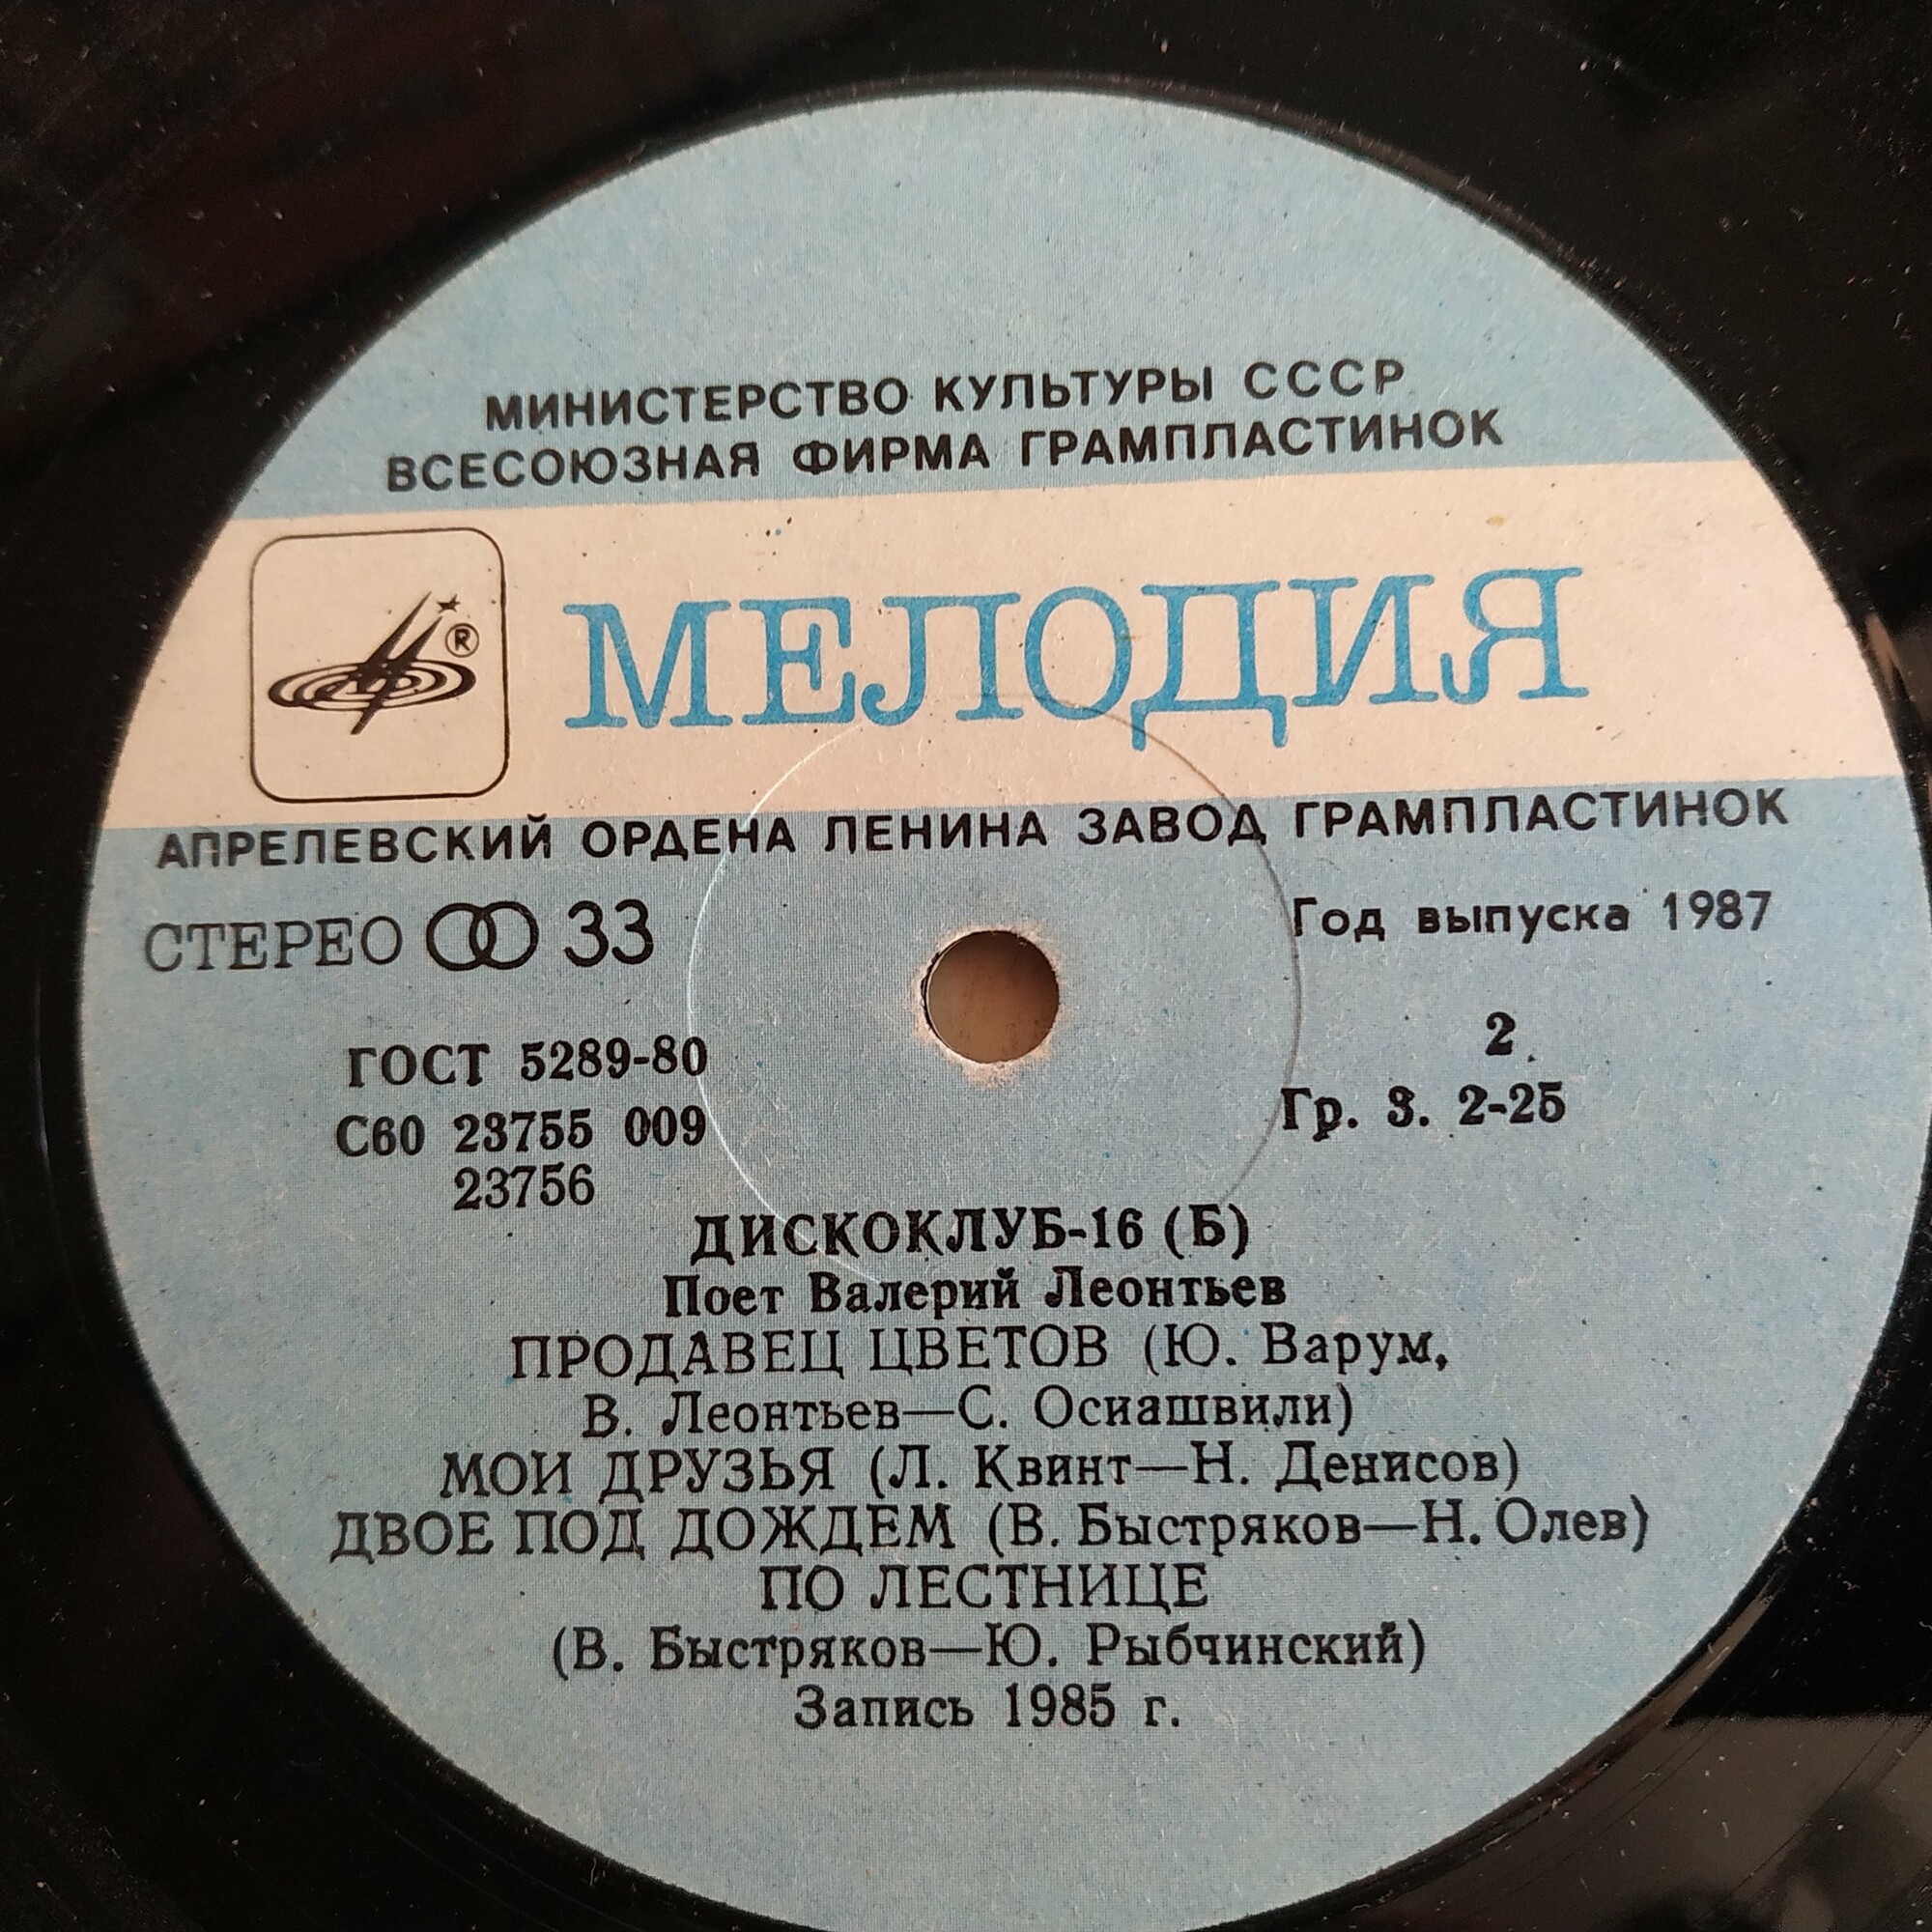 МИНИСТЕРСТВО КУЛЬТУРЫ СССР
ВСЕСОЮЗНАЯ ФИРМА ГРАМПЛАСТИНОК
®
МЕЛОДИЯ
АПРЕЛЕВСКИЙ ОРДЕНА ЛЕНИНА ЗАВОД ГРАМПЛАСТИНОК
СТЕРЕО 33
Год выпуска 1987
ГОСТ 5289-80
2
С60 23755 009
Гр. 3. 2-25
23756
ДИСКОКЛУБ-16 (Б)
Поет Валерий Леонтьев
ПРОДАВЕЦ ЦВЕТОВ (Ю. Варум,
В. Леонтьев—С. Осиашвили)
МОИ ДРУЗЬЯ (Л. Квинт—Н. Денисов)
ДВОЕ ПОД ДОЖДЕМ (В. Быстряков—Н. Олев)
ПО ЛЕСТНИЦЕ
(В. Быстряков—Ю. Рыбчинский)
Запись 1985 г.